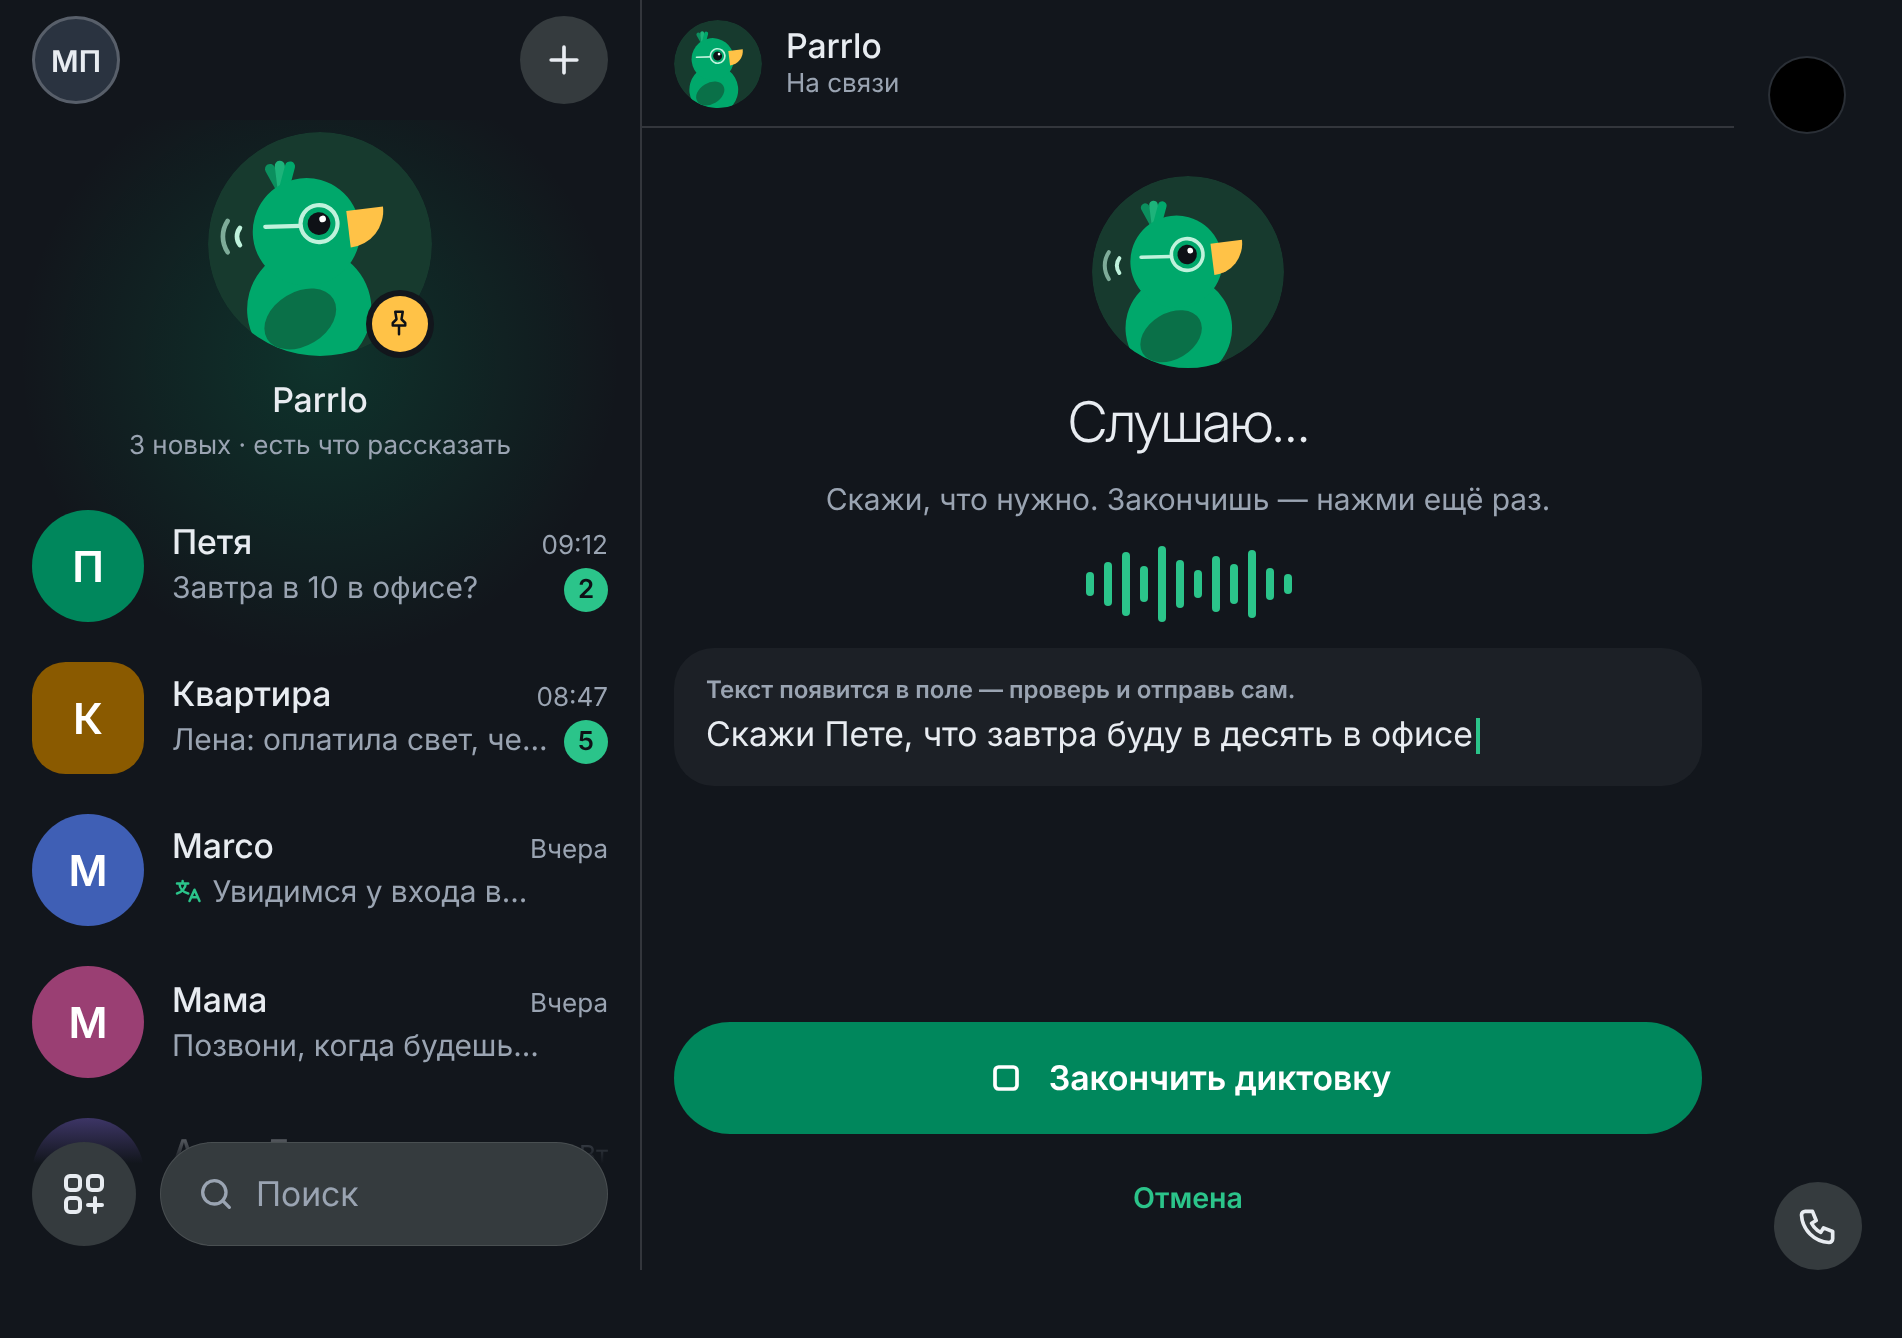 МП
Parrlo
3 новых · есть что рассказать
П
Петя
09:12
Завтра в 10 в офисе?
2
К
Квартира
08:47
Лена: оплатила свет, че...
5
M
Marco
Вчера
Увидимся у входа в...
М
Мама
Вчера
Позвони, когда будешь...
Вт
Поиск
Parrlo
На связи
Слушаю...
Скажи, что нужно. Закончишь — нажми ещё раз.
Текст появится в поле — проверь и отправь сам.
Скажи Пете, что завтра буду в десять в офисе
Закончить диктовку
Отмена